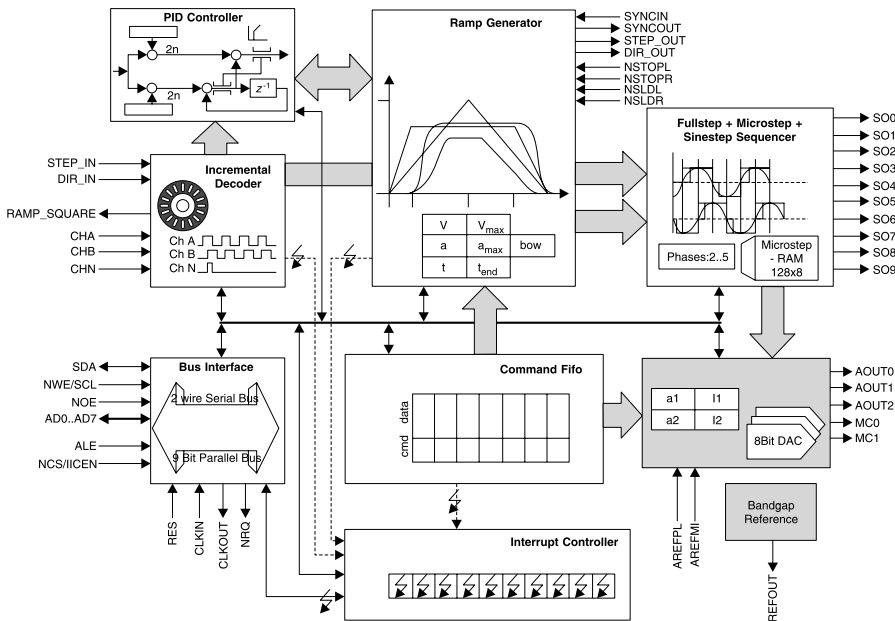 PID Controller
2n
2n
z-1
Ramp Generator
SYNCIN
SYNCOUT
STEP_OUT
DIR_OUT
NSTOPL
NSTOPR
NSLDL
NSLDR
V
Vmax
a
amax
bow
t
tend
Fullstep + Microstep +
Sinestep Sequencer
Phases:2..5
Microstep
- RAM
128x8
SO0
SO1
SO2
SO3
SO4
SO5
SO6
SO7
SO8
SO9
STEP_IN
DIR_IN
RAMP_SQUARE
CHA
CHB
CHN
Incremental
Decoder
Ch A
Ch B
Ch N
SDA
NWE/SCL
NOE
AD0..AD7
ALE
NCS/IICEN
Bus Interface
2 wire Serial Bus
9 Bit Parallel Bus
RES
CLKIN
CLKOUT
NRQ
Command Fifo
data
cmd
a1
I1
a2
I2
8Bit DAC
AOUT0
AOUT1
AOUT2
MC0
MC1
AREFPL
AREFMI
Bandgap
Reference
REFOUT
Interrupt Controller